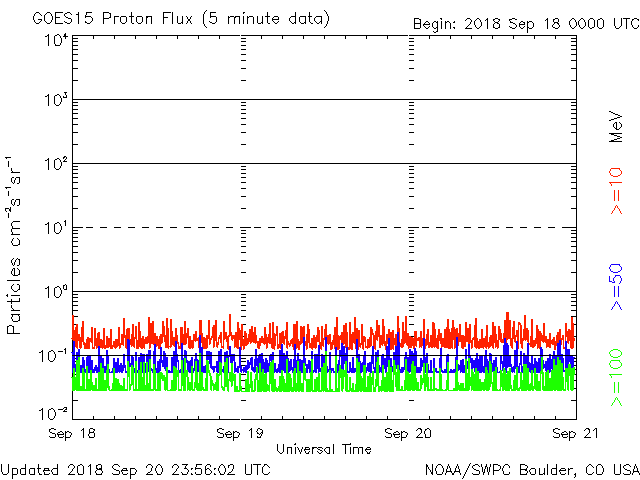 GOES15 Proton Flux (5 minute data)
Begin: 2018 Sep 18 0000 UTC
Particles cm⁻²s⁻¹sr⁻¹
10⁴
10³
10²
10¹
10⁰
10⁻¹
10⁻²
Sep 18
Sep 19
Sep 20
Sep 21
Universal Time
MeV
>=10
>=50
>=100
Updated 2018 Sep 20 23:56:02 UTC
NOAA/SWPC Boulder, CO USA